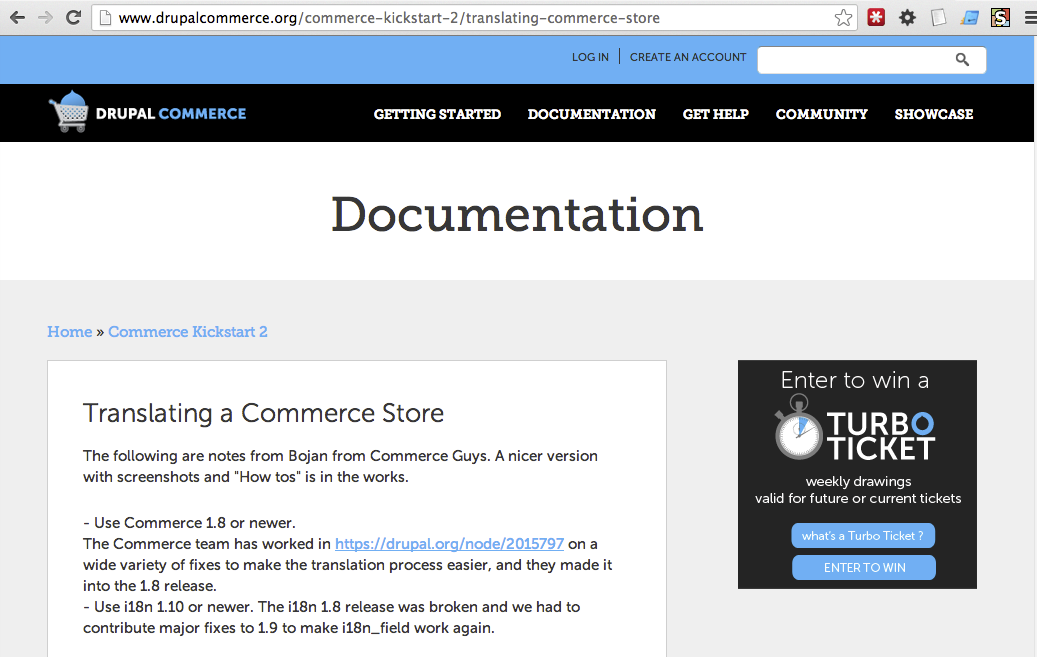 www.drupalcommerce.org/commerce-kickstart-2/translating-commerce-store
LOG IN
CREATE AN ACCOUNT
DRUPAL COMMERCE
GETTING STARTED
DOCUMENTATION
GET HELP
COMMUNITY
SHOWCASE
Documentation
Home » Commerce Kickstart 2
Translating a Commerce Store
The following are notes from Bojan from Commerce Guys. A nicer version
with screenshots and "How tos" is in the works.
- Use Commerce 1.8 or newer.
The Commerce team has worked in https://drupal.org/node/2015797 on a
wide variety of fixes to make the translation process easier, and they made it
into the 1.8 release.
- Use i18n 1.10 or newer. The i18n 1.8 release was broken and we had to
contribute major fixes to 1.9 to make i18n_field work again.
Enter to win a
TURBO
TICKET
weekly drawings
valid for future or current tickets
what's a Turbo Ticket ?
ENTER TO WIN